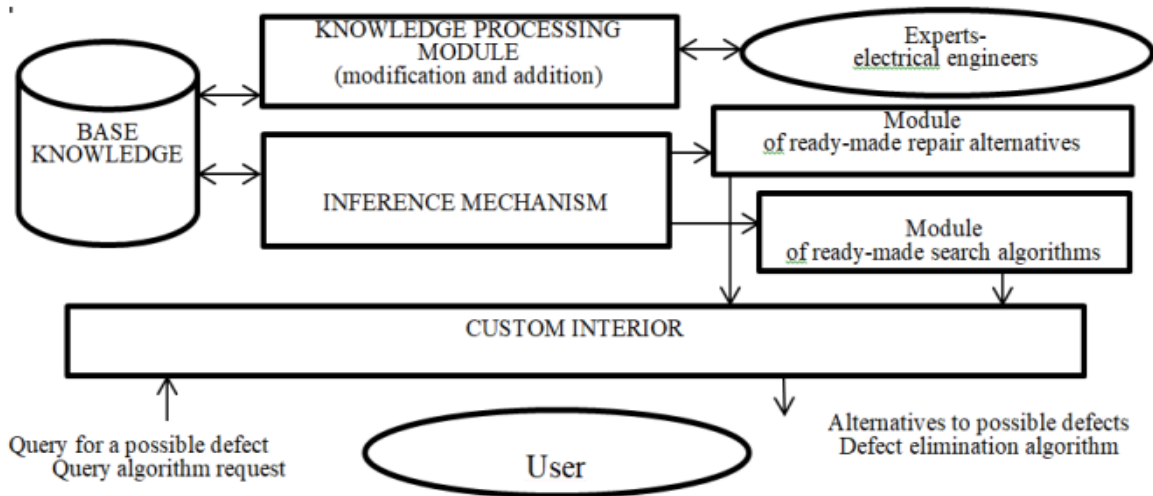 KNOWLEDGE PROCESSING
MODULE
(modification and addition)
Experts-
electrical engineers
BASE
KNOWLEDGE
Module
of ready-made repair alternatives
INFERENCE MECHANISM
Module
of ready-made search algorithms
CUSTOM INTERIOR
Query for a possible defect
Query algorithm request
User
Alternatives to possible defects
Defect elimination algorithm